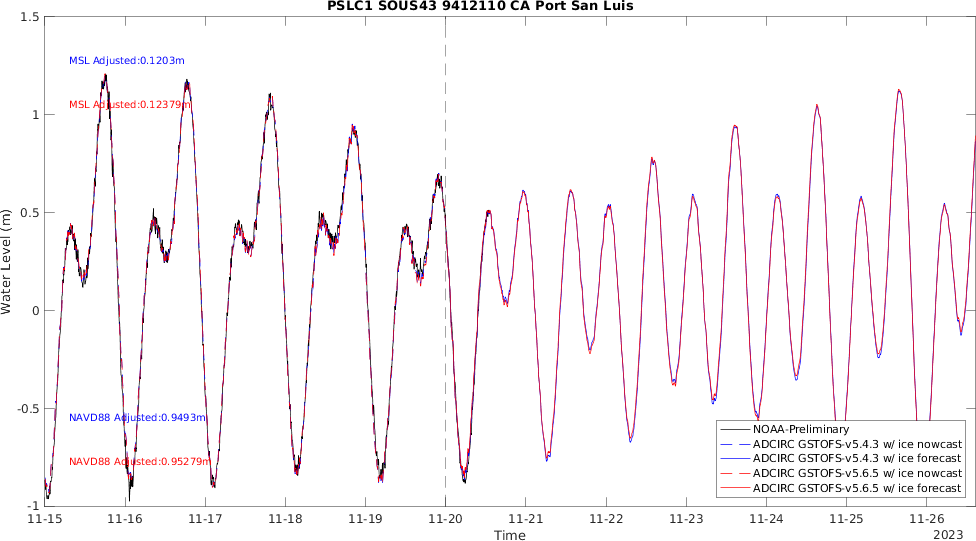 PSLC1 SOUS43 9412110 CA Port San Luis
1.5
MSL Adjusted:0.1203m
MSL Adjusted:0.12379m
1
0.5
Water Level (m)
0
-0.5
NAVD88 Adjusted:0.9493m
NAVD88 Adjusted:0.95279m
-1
NOAA-Preliminary
ADCIRC GSTOFS-v5.4.3 w/ ice nowcast
ADCIRC GSTOFS-v5.4.3 w/ ice forecast
ADCIRC GSTOFS-v5.6.5 w/ ice nowcast
ADCIRC GSTOFS-v5.6.5 w/ ice forecast
11-15 11-16 11-17 11-18 11-19 11-20 11-21 11-22 11-23 11-24 11-25 11-26
Time
2023